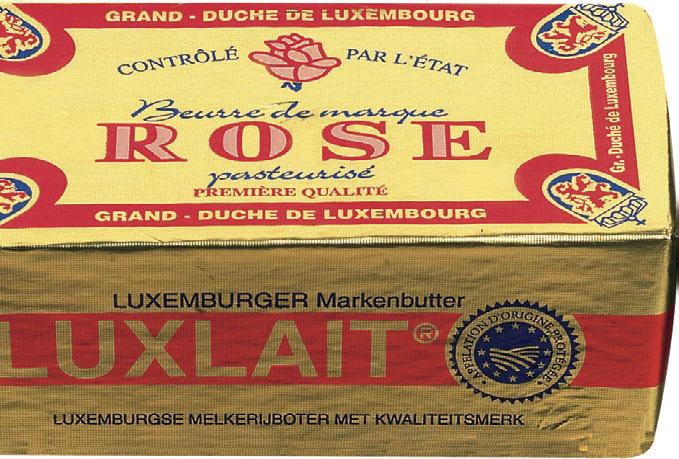 GRAND - DUCHE DE LUXEMBOURG
CONTRÔLÉ PAR L'ÉTAT
Beurre de marque
ROSE
pasteurisé
PREMIÈRE QUALITÉ
GRAND - DUCHE DE LUXEMBOURG
Gr.-Duché de Luxembourg
LUXEMBURGER Markenbutter
LUXLAIT®
APPELATION D'ORIGINE PROTÉGÉE
LUXEMBURGSE MELKERIJBOTER MET KWALITEITSMERK